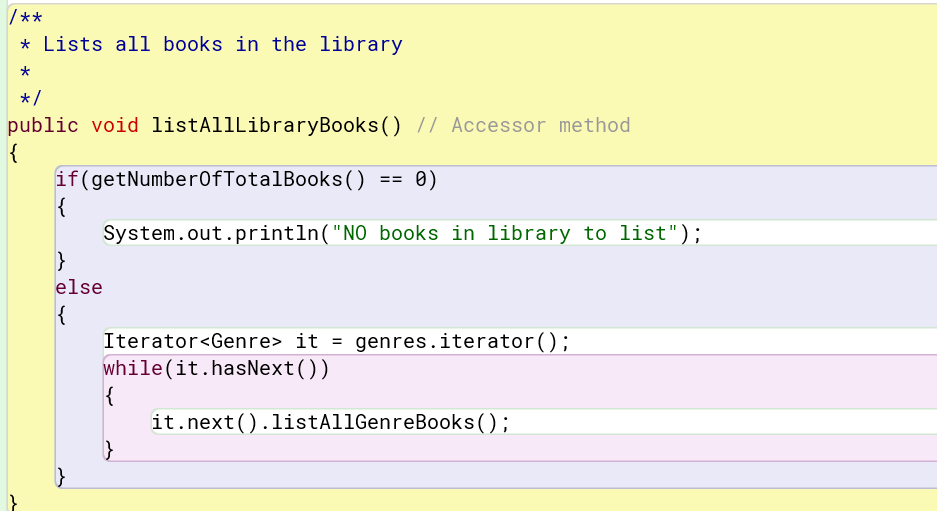 /**
 * Lists all books in the library
 *
 */
public void listAllLibraryBooks() // Accessor method
{
    if(getNumberOfTotalBooks() == 0)
    {
        System.out.println("NO books in library to list");
    }
    else
    {
        Iterator<Genre> it = genres.iterator();
        while(it.hasNext())
        {
            it.next().listAllGenreBooks();
        }
    }
}